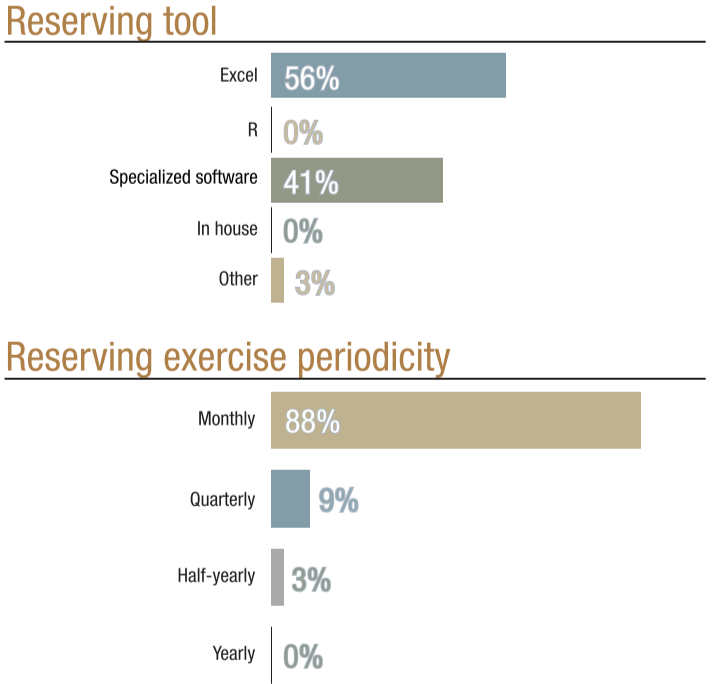 Reserving tool
Excel 56%
R 0%
Specialized software 41%
In house 0%
Other 3%
Reserving exercise periodicity
Monthly 88%
Quarterly 9%
Half-yearly 3%
Yearly 0%